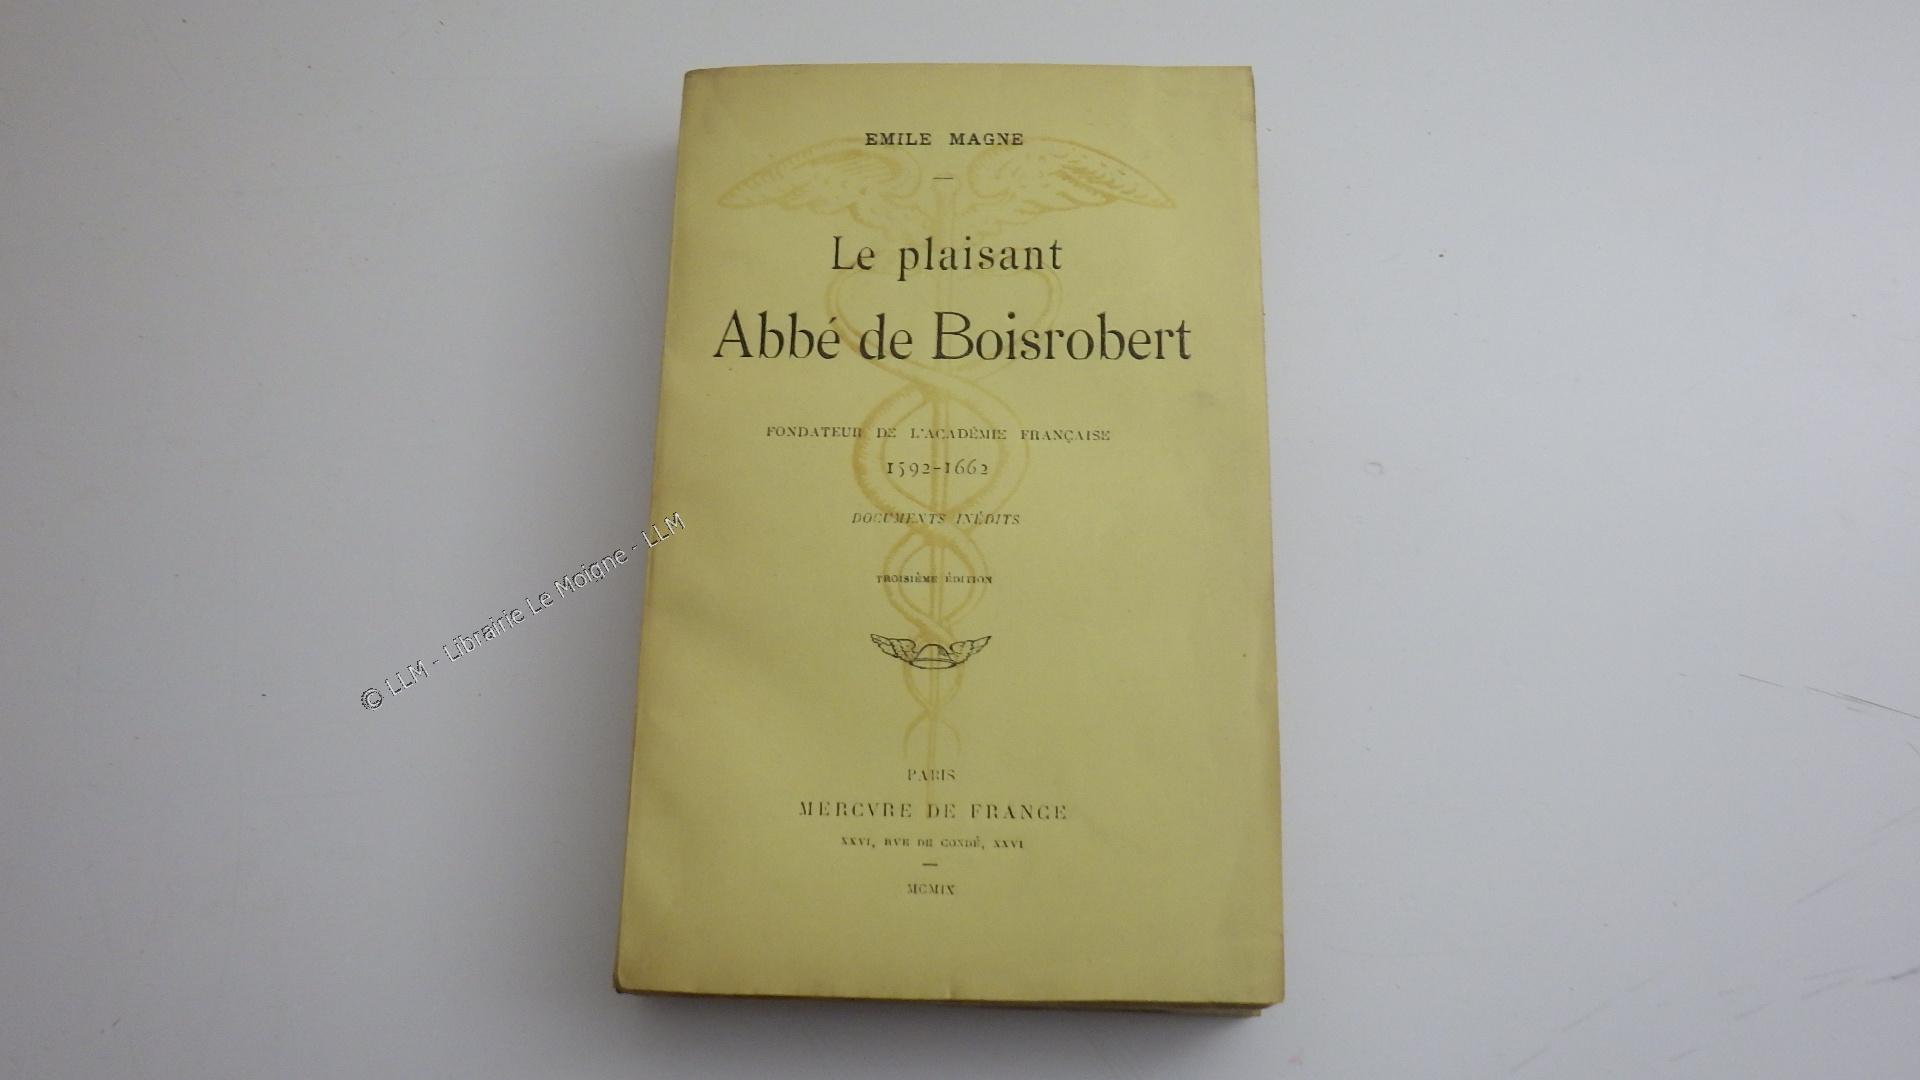 EMILE MAGNE
Le plaisant
Abbé de Boisrobert
FONDATEUR DE L'ACADÉMIE FRANÇAISE
1592-1662
DOCUMENTS INÉDITS
TROISIÈME ÉDITION
PARIS
MERCVRE DE FRANCE
XXVI, RVE DE CONDÉ, XXVI
MCMIX
© LLM - Librairie Le Moigne - LLM